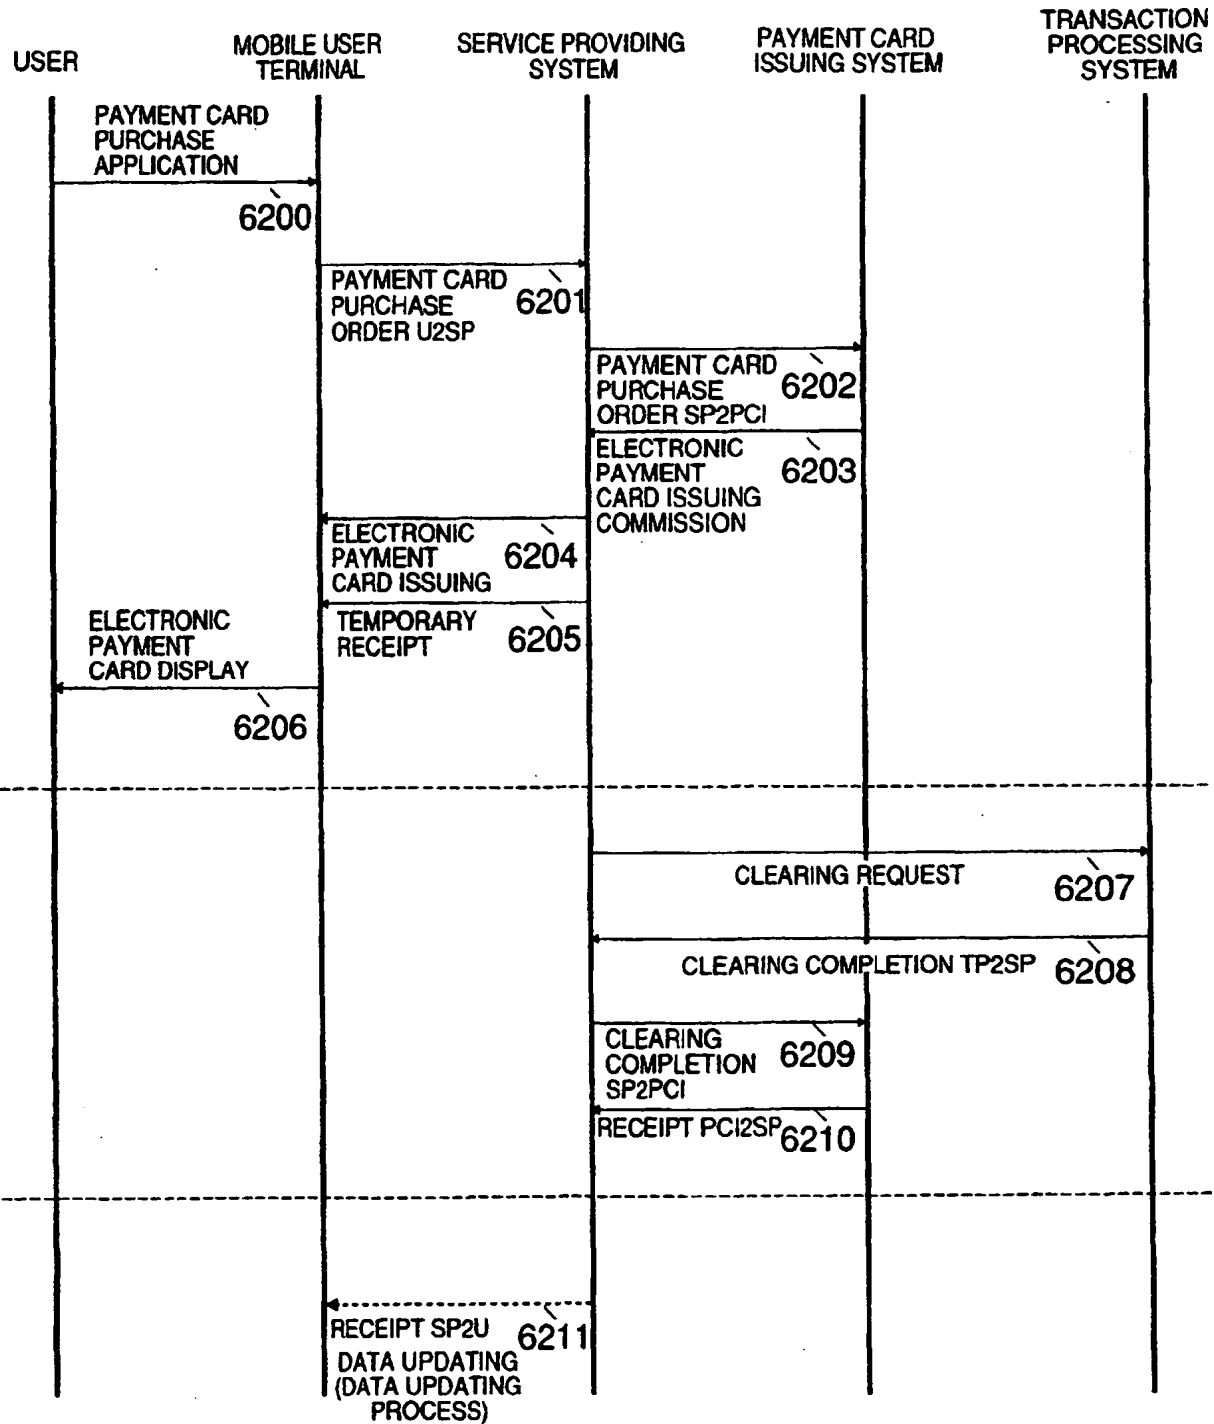 USER
MOBILE USER
TERMINAL
SERVICE PROVIDING
SYSTEM
PAYMENT CARD
ISSUING SYSTEM
TRANSACTION
PROCESSING
SYSTEM
PAYMENT CARD
PURCHASE
APPLICATION
6200
PAYMENT CARD
PURCHASE
ORDER U2SP
6201
PAYMENT CARD
PURCHASE
ORDER SP2PCI
6202
ELECTRONIC
PAYMENT
CARD ISSUING
COMMISSION
6203
ELECTRONIC
PAYMENT
CARD ISSUING
6204
TEMPORARY
RECEIPT
6205
ELECTRONIC
PAYMENT
CARD DISPLAY
6206
CLEARING REQUEST
6207
CLEARING COMPLETION TP2SP
6208
CLEARING
COMPLETION
SP2PCI
6209
RECEIPT PCI2SP
6210
RECEIPT SP2U
6211
DATA UPDATING
(DATA UPDATING
PROCESS)